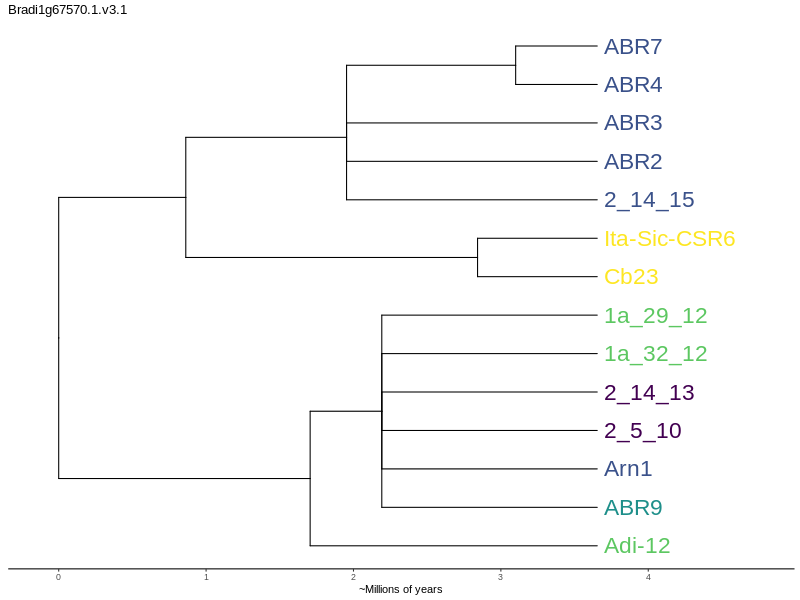 Bradi1g67570.1.v3.1
ABR7
ABR4
ABR3
ABR2
2_14_15
Ita-Sic-CSR6
Cb23
1a_29_12
1a_32_12
2_14_13
2_5_10
Arn1
ABR9
Adi-12
0 1 2 3 4
~Millions of years